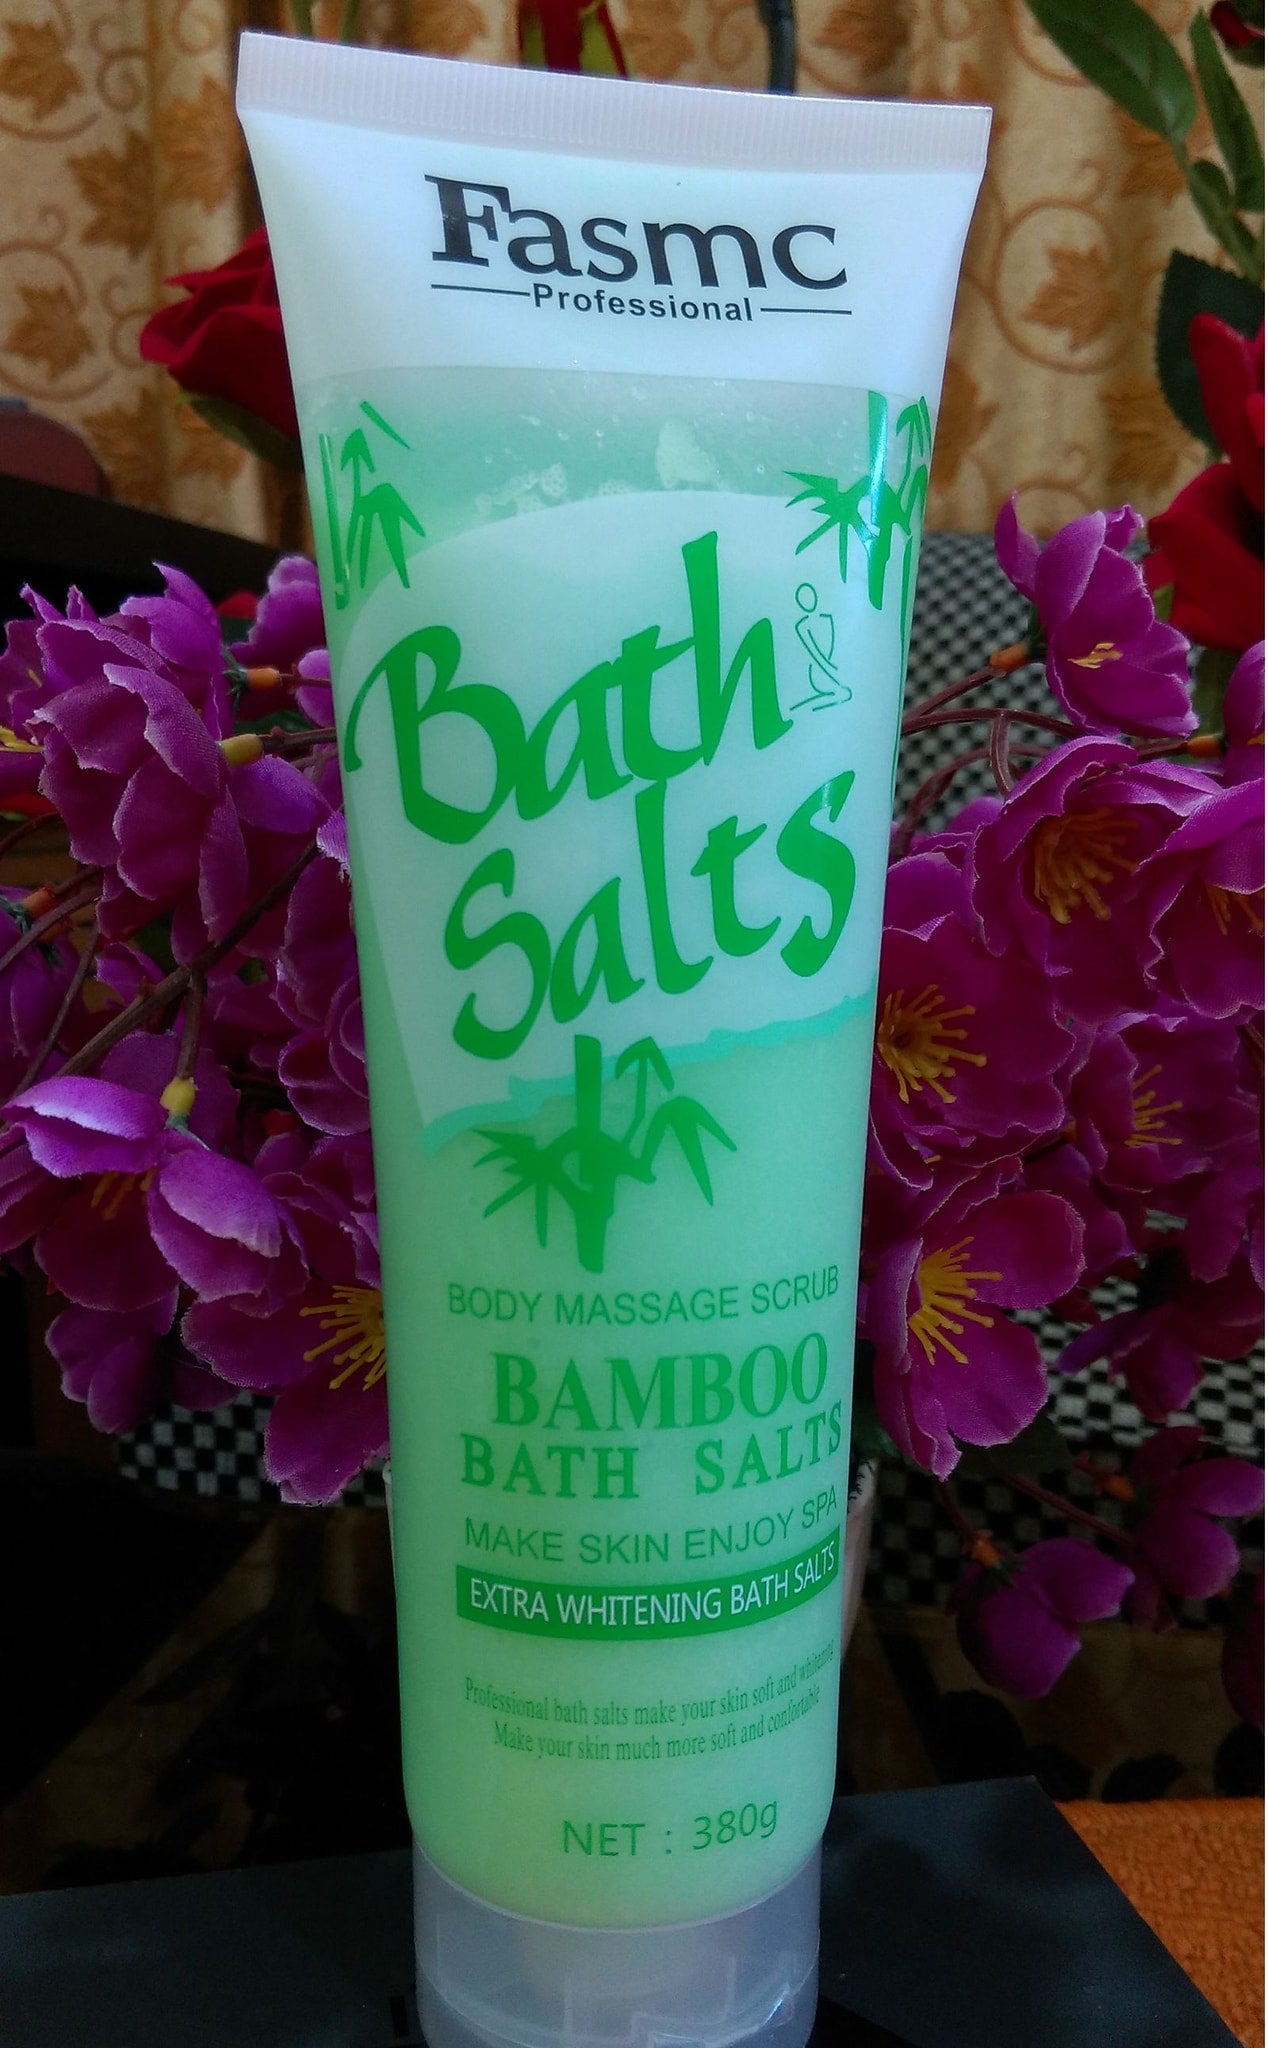 Fasmc
Professional
Bath
Salts
BODY MASSAGE SCRUB
BAMBOO
BATH SALTS
MAKE SKIN ENJOY SPA
EXTRA WHITENING BATH SALTS
Professional bath salts make your skin soft and whitening
Make your skin much more soft and confortable
NET : 380g